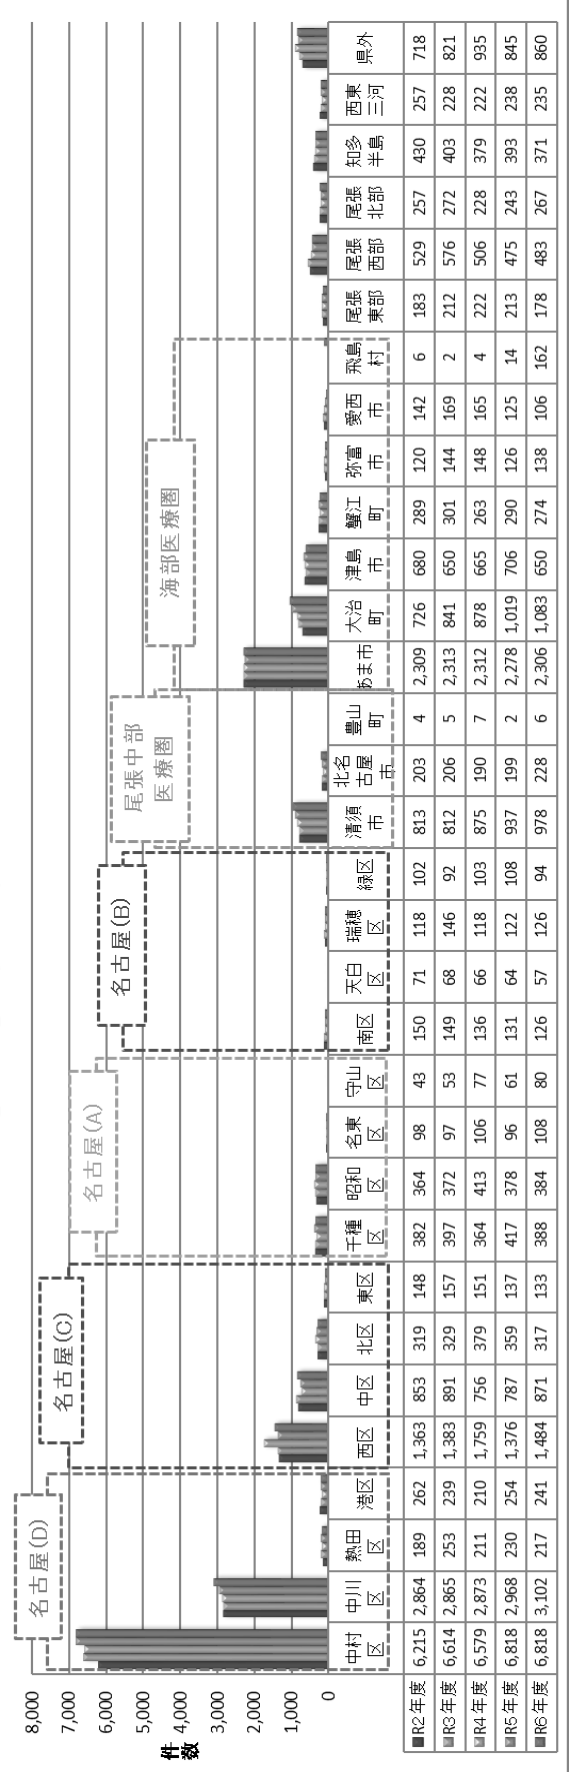 件数
8,000
7,000
6,000
5,000
4,000
3,000
2,000
1,000
0
名古屋(D)
名古屋(C)
名古屋(A)
名古屋(B)
尾張中部
医療圏
海部医療圏
中村区 中川区 熱田区 港区 西区 中区 北区 東区 千種区 昭和区 名東区 守山区 南区 天白区 瑞穂区 緑区 清須市 北名古屋市 豊山町 あま市 大治町 津島市 蟹江町 弥富市 愛西市 飛島村 尾張東部 尾張西部 尾張北部 知多半島 西東三河 県外
R2年度 6,215 2,864 189 262 1,363 853 319 148 382 364 98 43 150 71 118 102 813 203 4 2,309 726 680 289 120 142 6 183 529 257 430 257 718
R3年度 6,614 2,865 253 239 1,383 891 329 157 397 372 97 53 149 68 146 92 812 206 5 2,313 841 650 301 144 169 2 212 576 272 403 228 821
R4年度 6,579 2,873 211 210 1,759 756 379 151 364 413 106 77 136 66 118 103 875 190 7 2,312 878 665 263 148 165 4 222 506 228 379 222 935
R5年度 6,818 2,968 230 254 1,376 787 359 137 417 378 96 61 131 64 122 108 937 199 2 2,278 1,019 706 290 126 125 14 213 475 243 393 238 845
R6年度 6,818 3,102 217 241 1,484 871 317 133 388 384 108 80 126 57 126 94 978 228 6 2,306 1,083 650 274 138 106 162 178 483 267 371 235 860